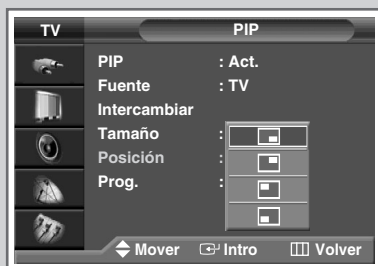 TV PIP
PIP : Act.
Fuente : TV
Intercambiar
Tamaño :
Posición
Prog. :
Mover Intro Volver